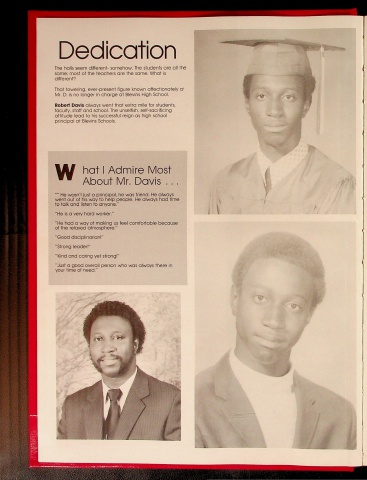 Dedication
The halls seem different- somehow. The students are all the
same, most of the teachers are the same. What is
different?
That towering, ever-present figure known affectionately as
Mr. D. is no longer in charge at Blevins High School.
Robert Davis always went that extra mile for students,
faculty, staff and school. The unselfish, self-sacrificing
attitude lead to his successful reign as high school
principal at Blevins Schools.
What I Admire Most
About Mr. Davis . . .
"" He wasn't just a principal, he was friend. He always
went out of his way to help people. He always had time
to talk and listen to anyone."
"He is a very hard worker."
"He had a way of making us feel comfortable because
of the relaxed atmosphere."
"Good disciplinarian!"
"Strong leader!"
"Kind and caring yet strong!"
"Just a good overall person who was always there in
your time of need."